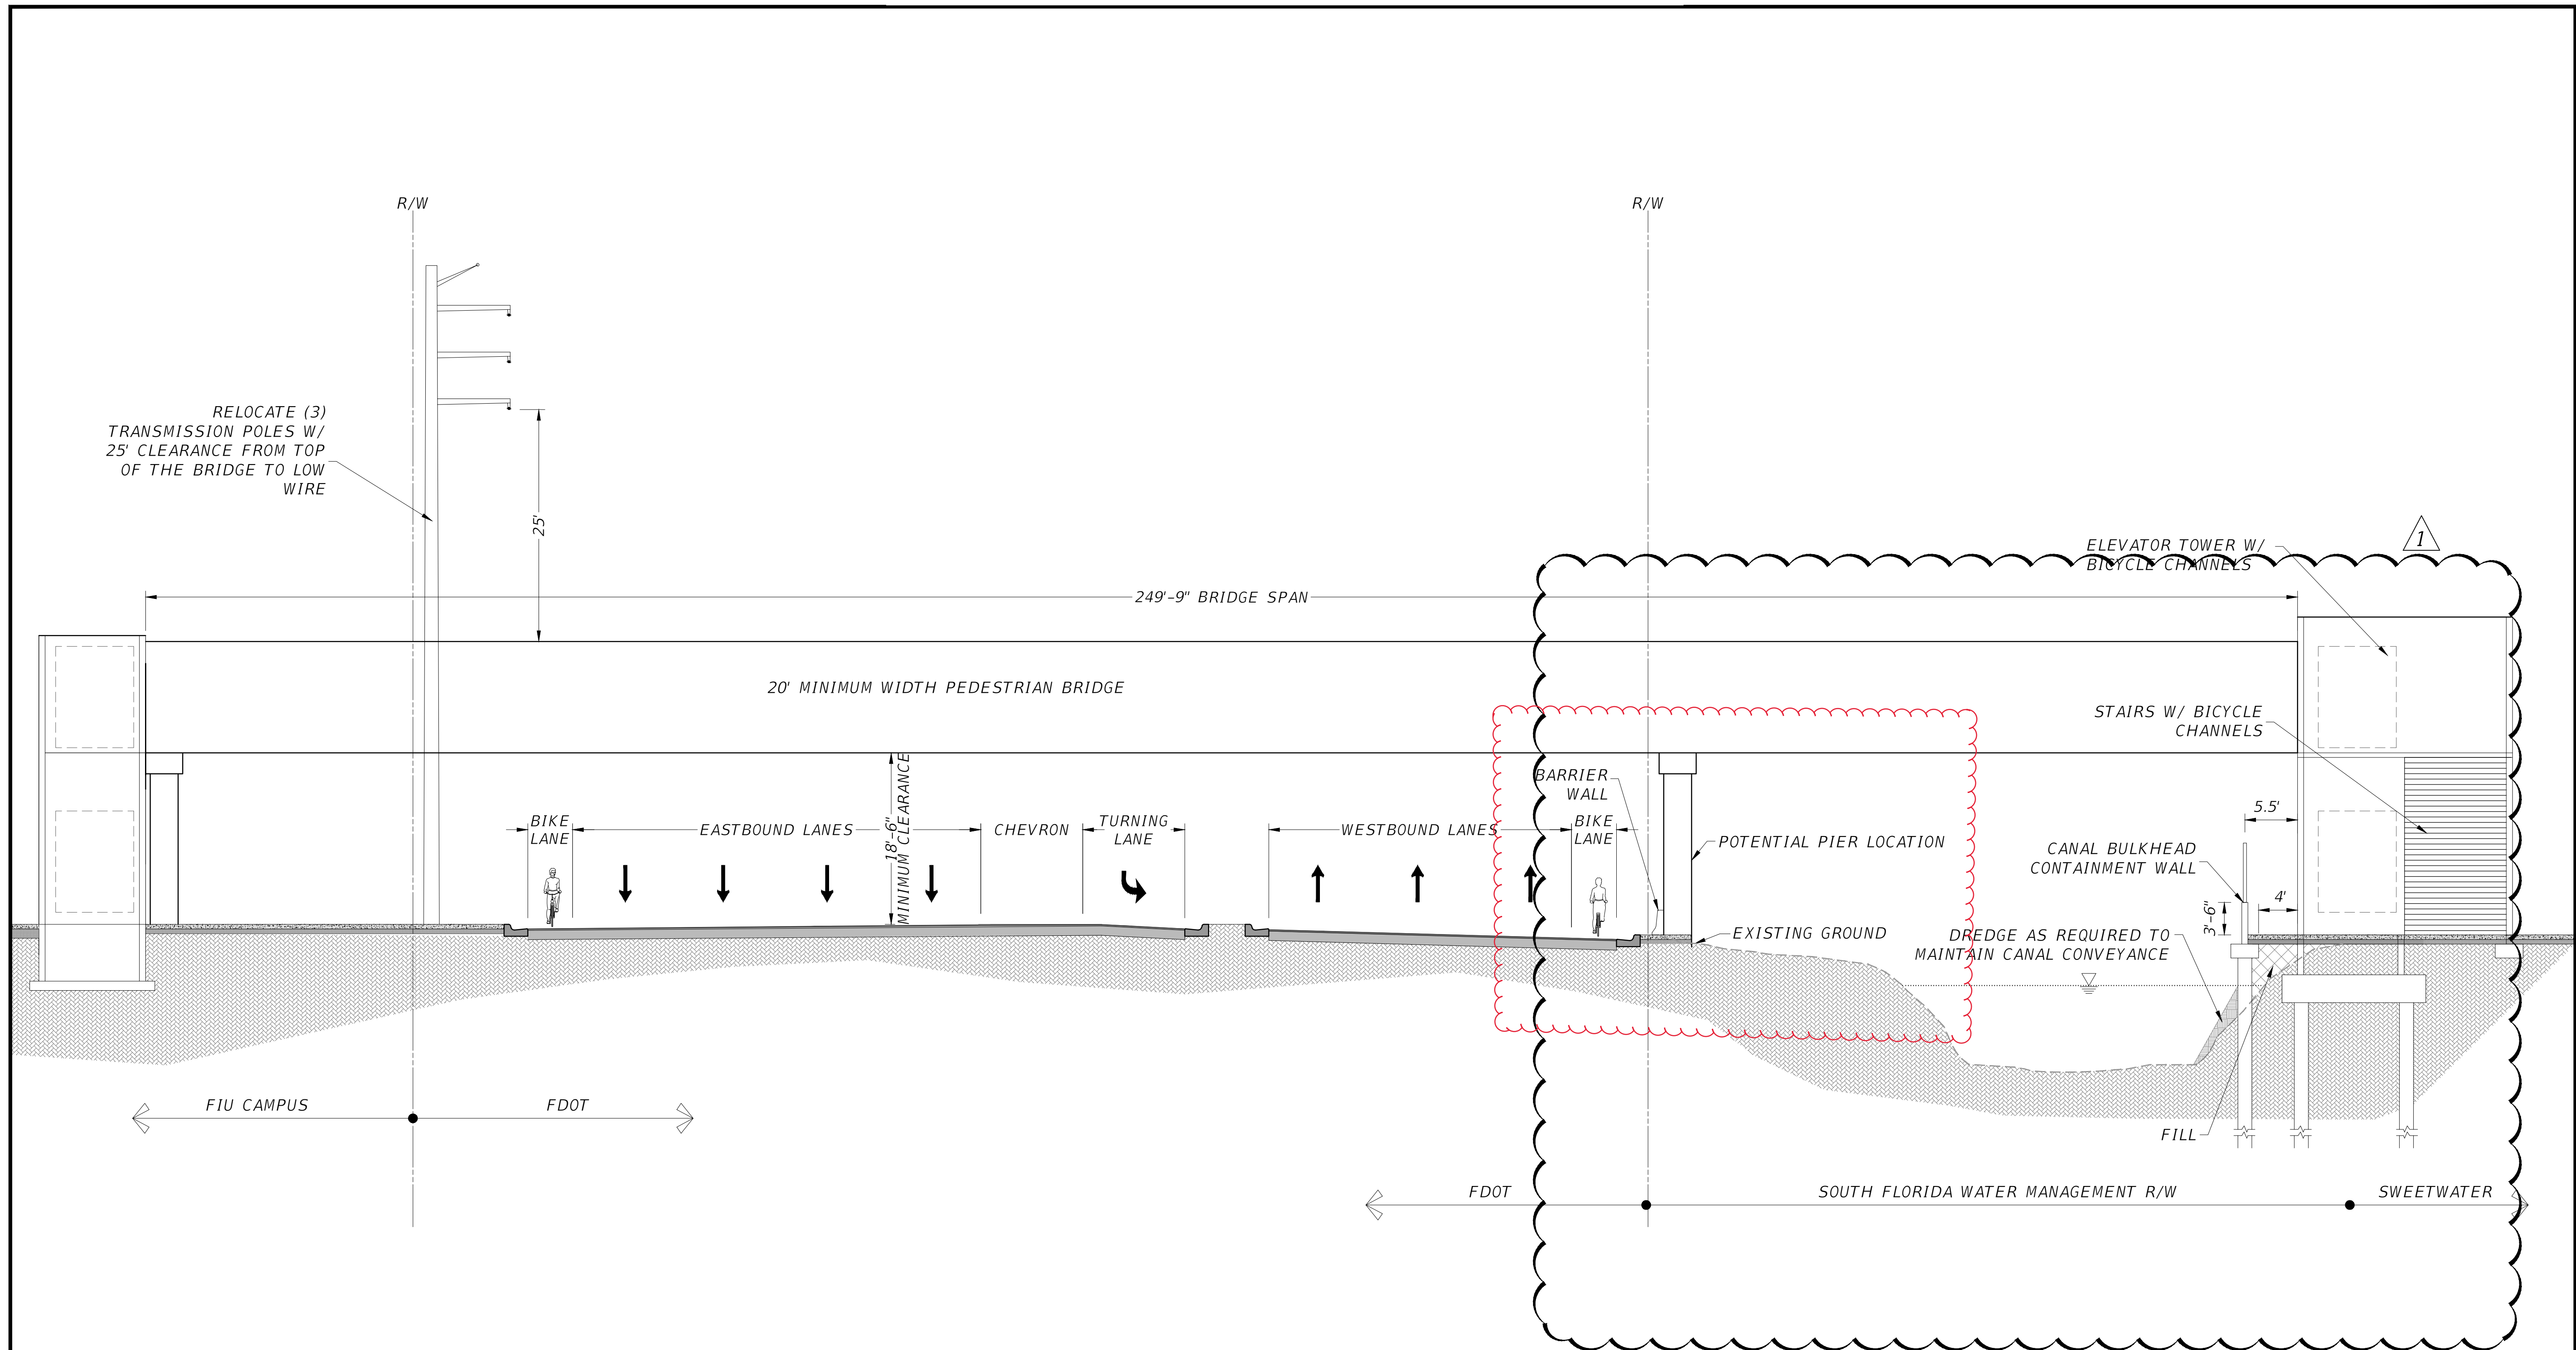 R/W
R/W
RELOCATE (3)
TRANSMISSION POLES W/
25' CLEARANCE FROM TOP
OF THE BRIDGE TO LOW
WIRE
25'
1
ELEVATOR TOWER W/
BICYCLE CHANNELS
249'-9" BRIDGE SPAN
20' MINIMUM WIDTH PEDESTRIAN BRIDGE
STAIRS W/ BICYCLE
CHANNELS
18'-6"
MINIMUM CLEARANCE
BARRIER
WALL
BIKE
LANE
EASTBOUND LANES
CHEVRON
TURNING
LANE
WESTBOUND LANES
BIKE
LANE
POTENTIAL PIER LOCATION
5.5'
CANAL BULKHEAD
CONTAINMENT WALL
4'
3'-6"
EXISTING GROUND
DREDGE AS REQUIRED TO
MAINTAIN CANAL CONVEYANCE
FIU CAMPUS
FDOT
FILL
FDOT
SOUTH FLORIDA WATER MANAGEMENT R/W
SWEETWATER